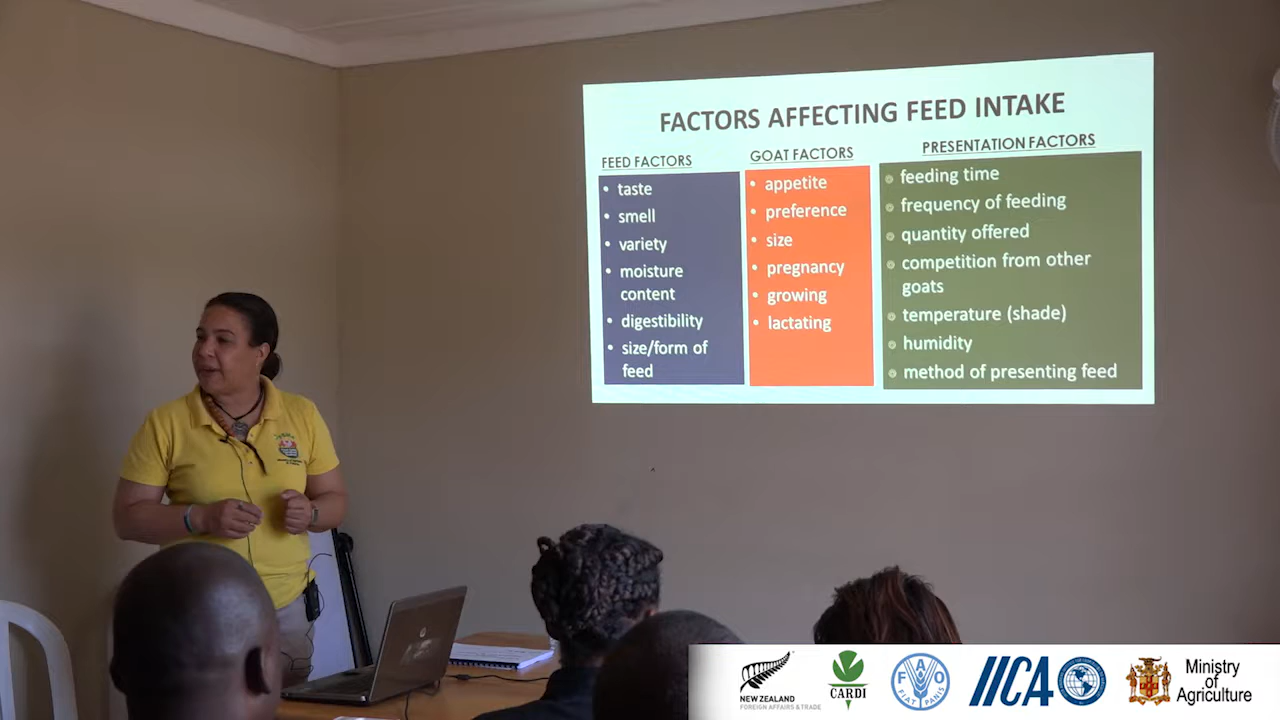 FACTORS AFFECTING FEED INTAKE
FEED FACTORS
taste
smell
variety
moisture
content
digestibility
size/form of
feed
GOAT FACTORS
appetite
preference
size
pregnancy
growing
lactating
PRESENTATION FACTORS
feeding time
frequency of feeding
quantity offered
competition from other
goats
temperature (shade)
humidity
method of presenting feed
NEW ZEALAND
FOREIGN AFFAIRS & TRADE
CARDI
FAO
FIAT PANIS
IICA
Ministry
of
Agriculture